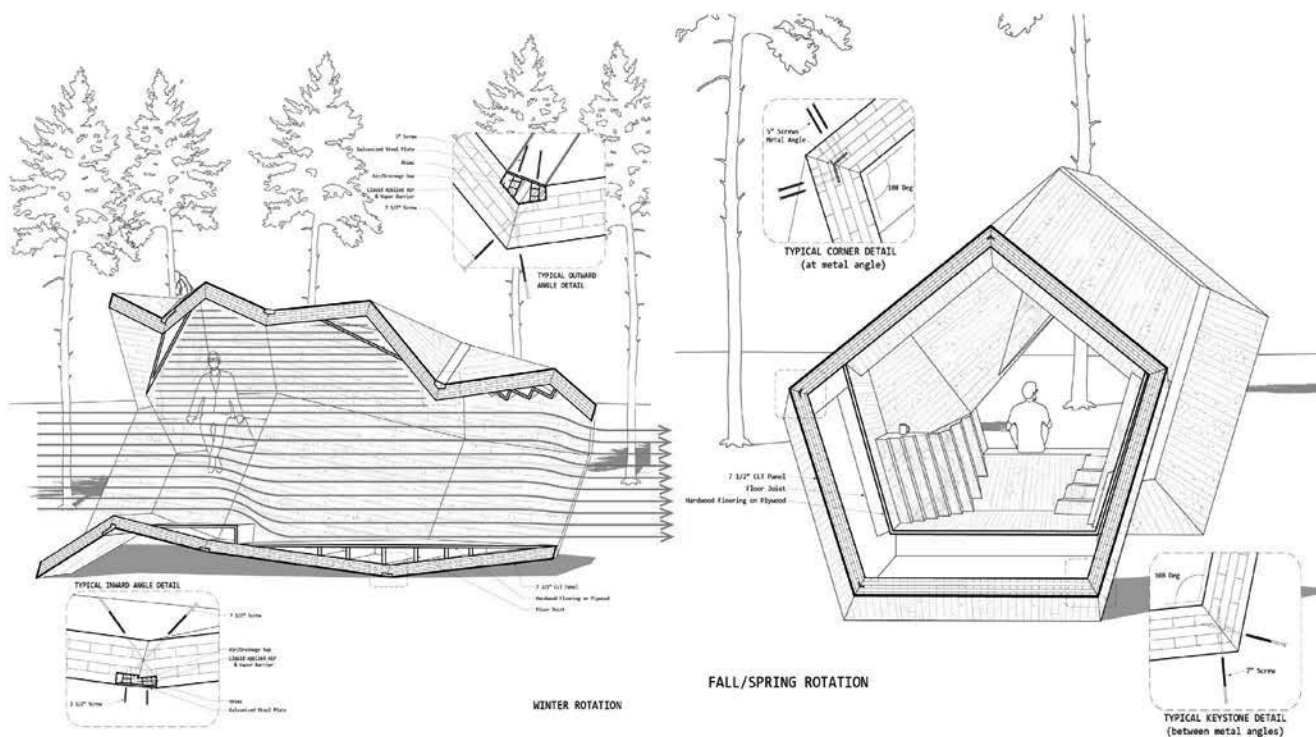 Galvanized Steel Plate
Shims
Air/Drainage Gap
Liquid Applied Air
& Vapor Barrier
7 1/2" Screw
TYPICAL OUTWARD
ANGLE DETAIL
7 1/2" CLT Panel
Hardwood Flooring on Plywood
Floor Joist
TYPICAL INWARD ANGLE DETAIL
7 1/2" Screw
Air/Drainage Gap
Liquid Applied Air
& Vapor Barrier
Shims
Galvanized Steel Plate
3 1/2" Screw
WINTER ROTATION
5" Screws
Metal Angle
108 Deg
TYPICAL CORNER DETAIL
(at metal angle)
7 1/2" CLT Panel
Floor Joist
Hardwood Flooring on Plywood
FALL/SPRING ROTATION
108 Deg
7" Screw
TYPICAL KEYSTONE DETAIL
(between metal angles)